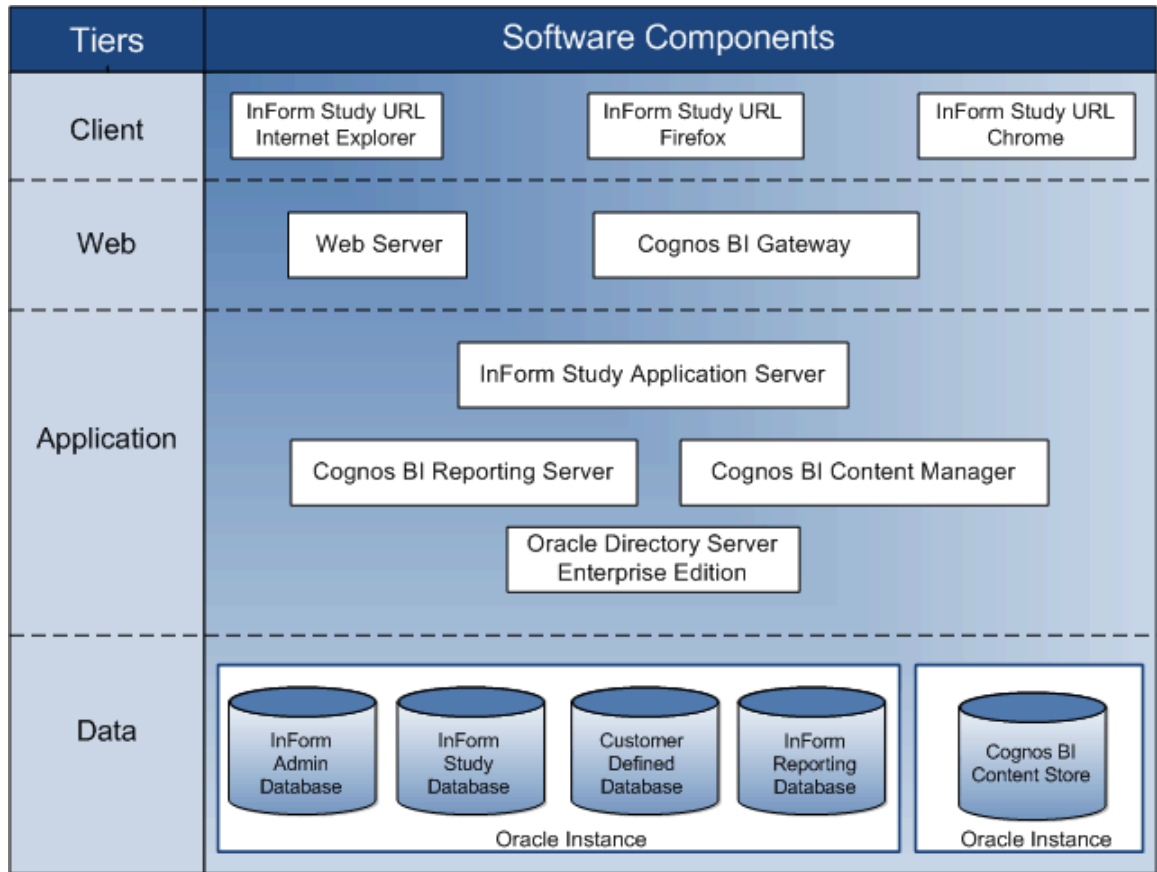 Tiers
Software Components
Client
InForm Study URL
Internet Explorer
InForm Study URL
Firefox
InForm Study URL
Chrome
Web
Web Server
Cognos BI Gateway
Application
InForm Study Application Server
Cognos BI Reporting Server
Cognos BI Content Manager
Oracle Directory Server
Enterprise Edition
Data
InForm
Admin
Database
InForm
Study
Database
Customer
Defined
Database
InForm
Reporting
Database
Cognos BI
Content Store
Oracle Instance
Oracle Instance